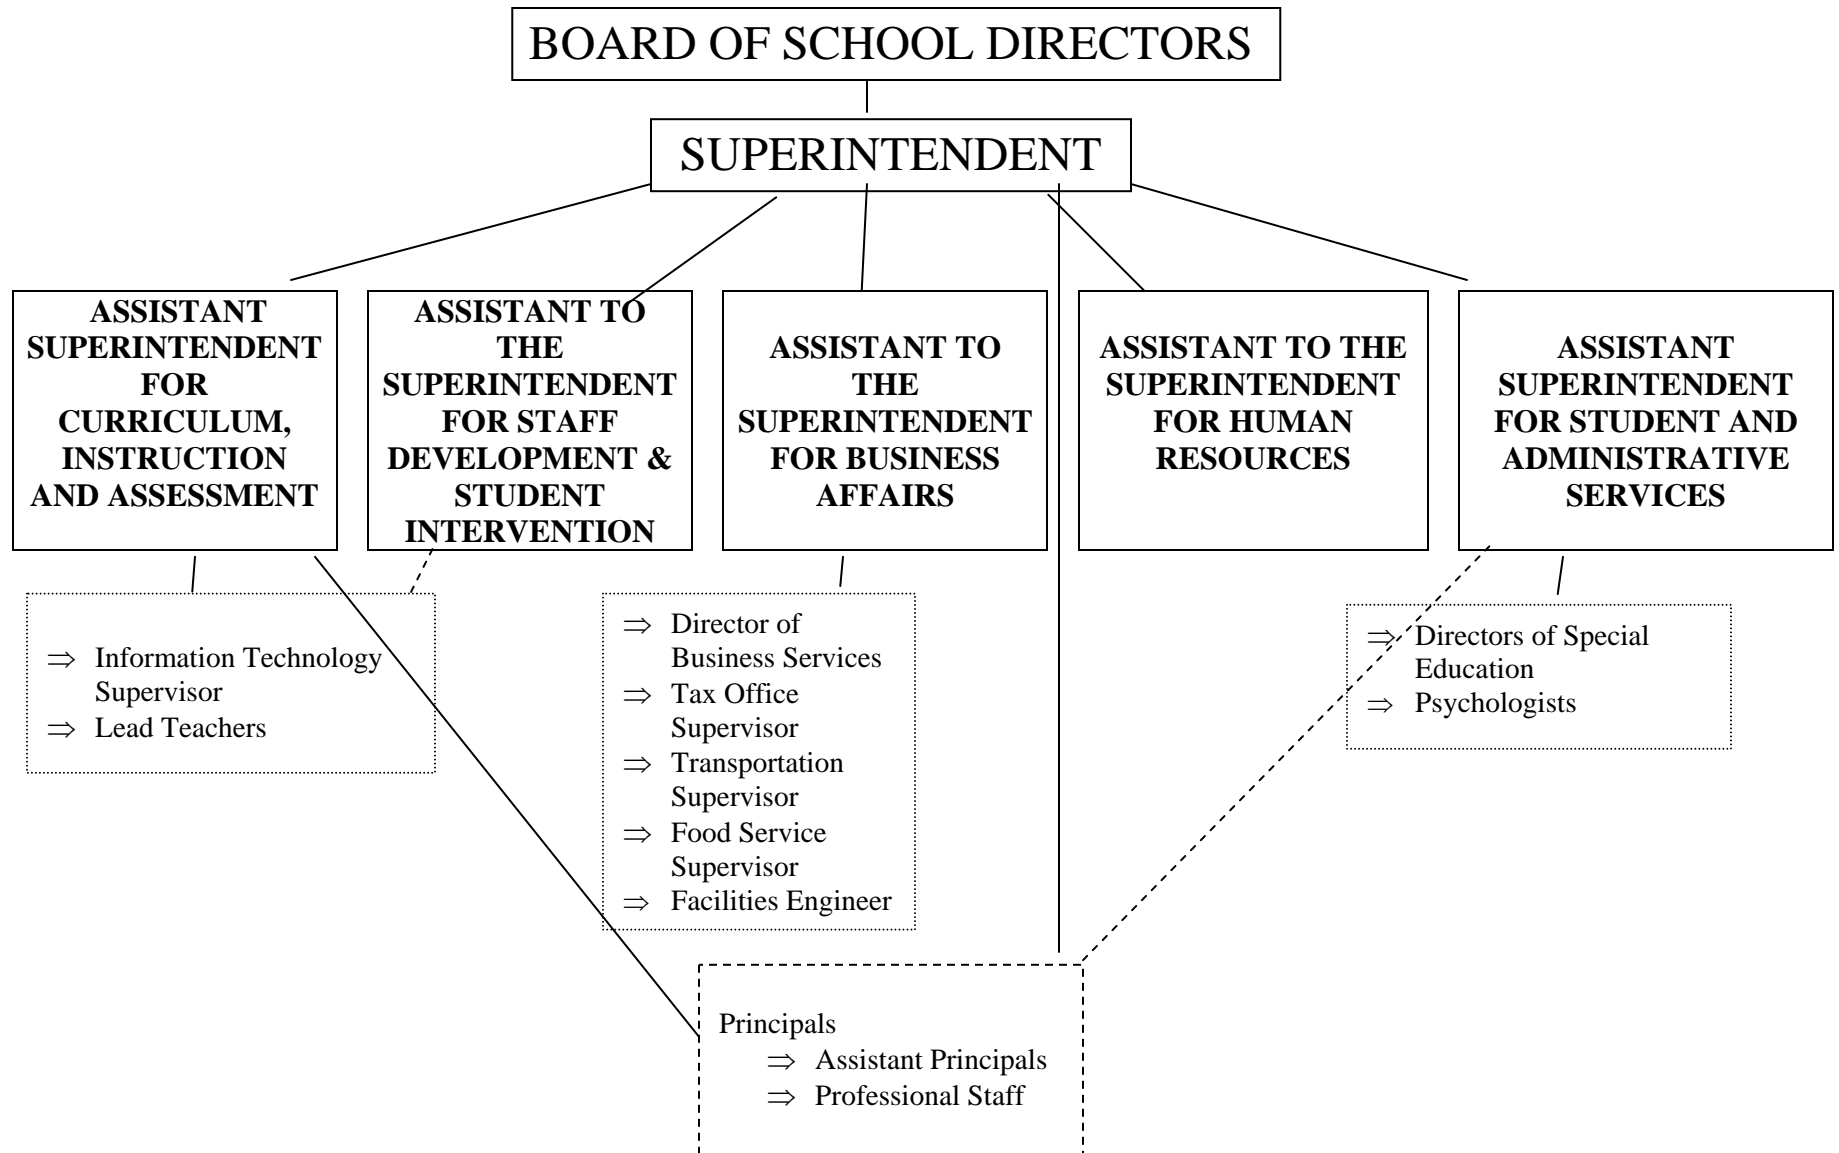 BOARD OF SCHOOL DIRECTORS
SUPERINTENDENT
ASSISTANT
SUPERINTENDENT
FOR
CURRICULUM,
INSTRUCTION
AND ASSESSMENT
ASSISTANT TO
THE
SUPERINTENDENT
FOR STAFF
DEVELOPMENT &
STUDENT
INTERVENTION
ASSISTANT TO
THE
SUPERINTENDENT
FOR BUSINESS
AFFAIRS
ASSISTANT TO THE
SUPERINTENDENT
FOR HUMAN
RESOURCES
ASSISTANT
SUPERINTENDENT
FOR STUDENT AND
ADMINISTRATIVE
SERVICES
⇒ Information Technology
Supervisor
⇒ Lead Teachers
⇒ Director of
Business Services
⇒ Tax Office
Supervisor
⇒ Transportation
Supervisor
⇒ Food Service
Supervisor
⇒ Facilities Engineer
⇒ Directors of Special
Education
⇒ Psychologists
Principals
⇒ Assistant Principals
⇒ Professional Staff